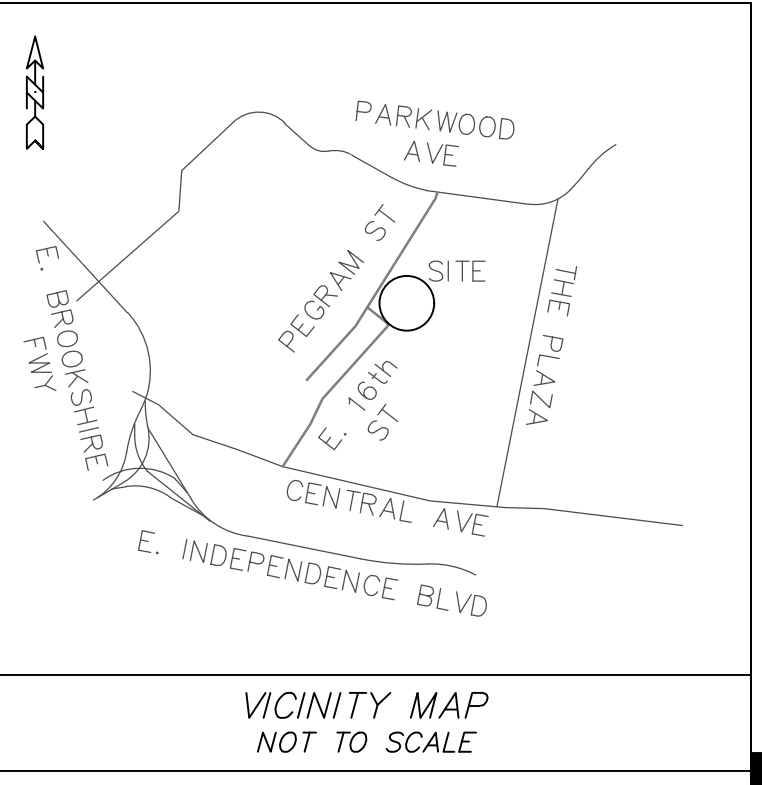 N
PARKWOOD
AVE
PEGRAM ST
SITE
E. BROOKSHIRE
FWY
THE PLAZA
E. 16th
ST
CENTRAL AVE
E. INDEPENDENCE BLVD
VICINITY MAP
NOT TO SCALE